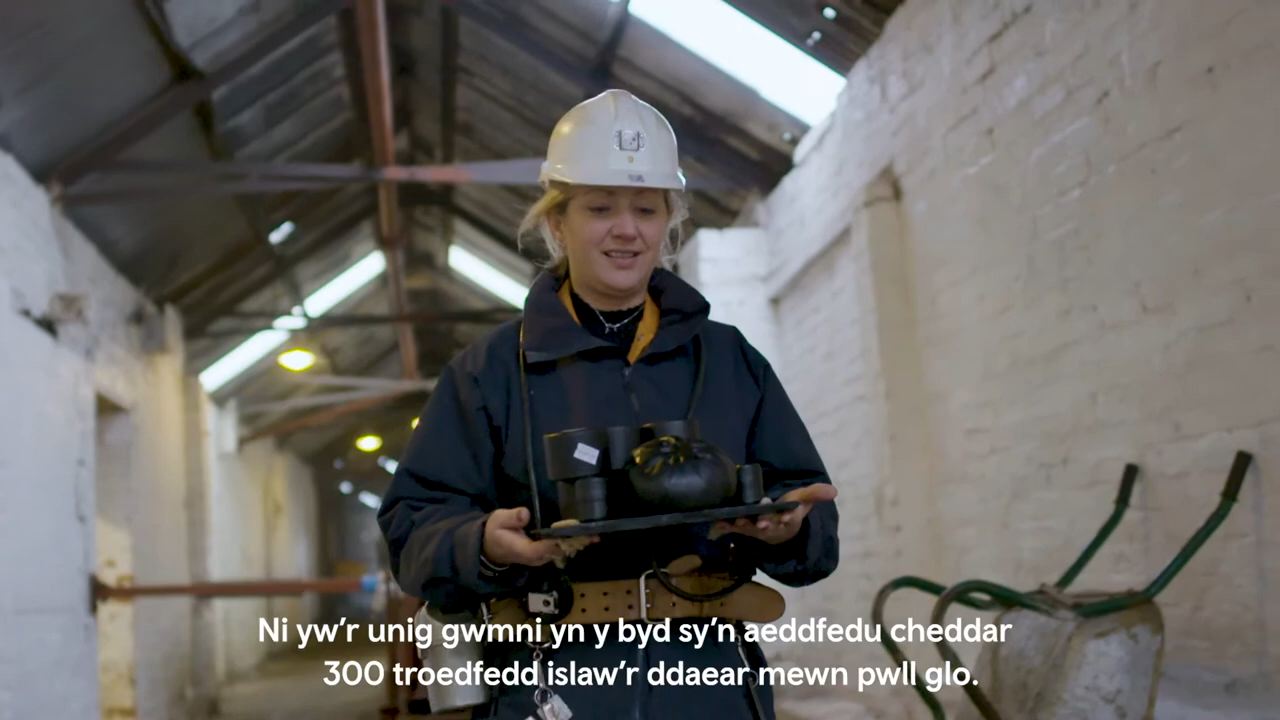 Ni yw'r unig gwmni yn y byd sy'n aeddfedu cheddar
300 troedfedd islaw'r ddaear mewn pwll glo.